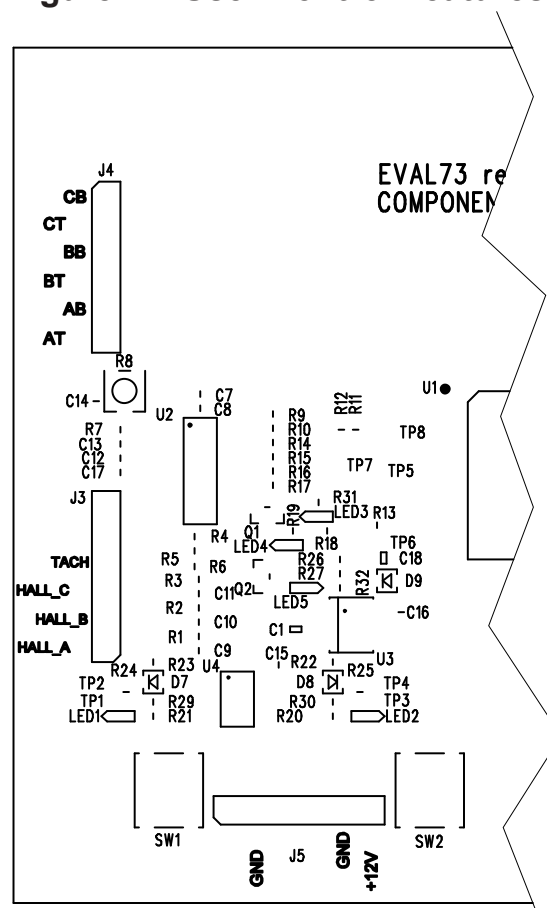 J4
EVAL73 re
COMPONEN
CB
CT
BB
BT
AB
AT
R8
C14
U2
C7
C8
R12
R11
U1
R7
C13
C12
C17
R9
R10
R14
R15
R16
R17
TP8
TP7
TP5
J3
R31
R19
LED3
R13
Q1
R4
LED4
R18
TP6
TACH
R5
R6
R26
C18
HALL_C
R3
R27
R32
D9
C11
Q2
LED5
HALL_B
R2
C10
C1
C16
HALL_A
R1
C9
C15
U3
R24
R23
U4
R22
R25
TP2
D7
D8
TP4
TP1
R29
R30
TP3
LED1
R21
R20
LED2
SW1
J5
SW2
GND
GND
+12V